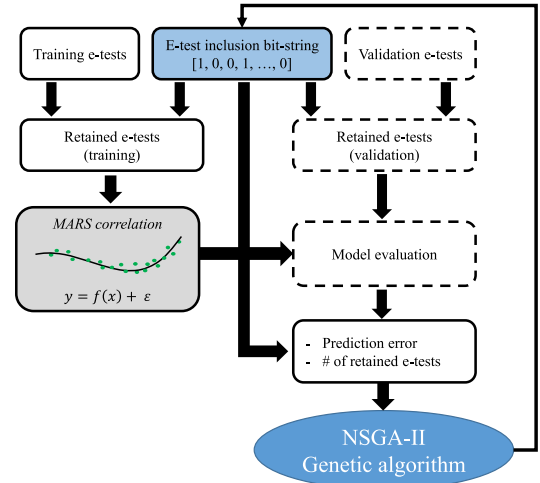 Training e-tests
E-test inclusion bit-string
[1, 0, 0, 1, …, 0]
Validation e-tests
Retained e-tests
(training)
Retained e-tests
(validation)
MARS correlation
y = f(x) + ε
Model evaluation
- Prediction error
- # of retained e-tests
NSGA-II
Genetic algorithm